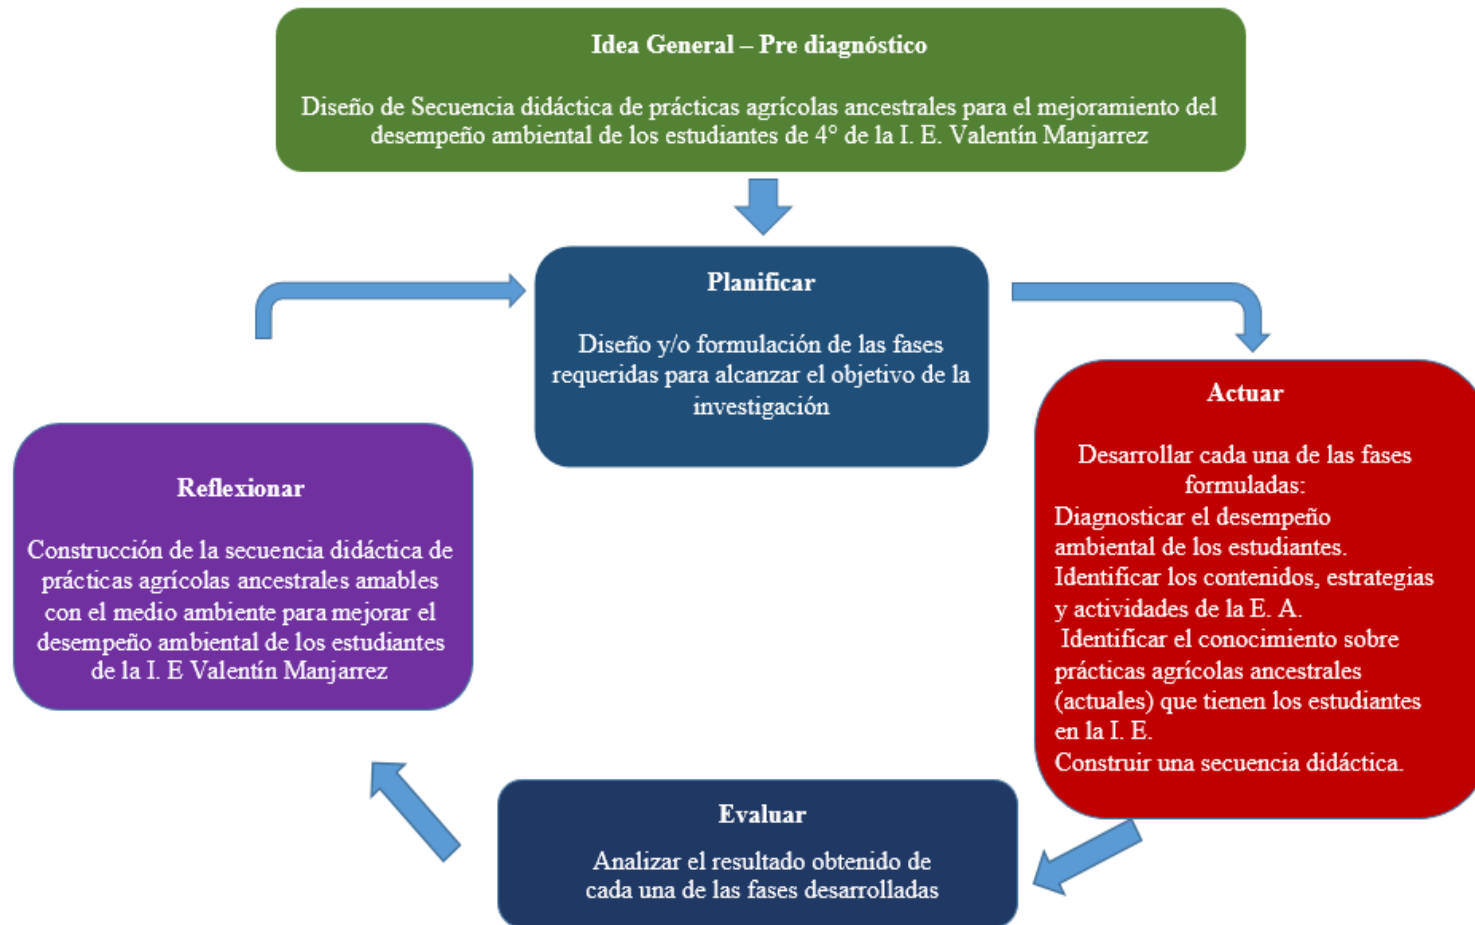 Idea General – Pre diagnóstico
Diseño de Secuencia didáctica de prácticas agrícolas ancestrales para el mejoramiento del
desempeño ambiental de los estudiantes de 4° de la I. E. Valentín Manjarrez
Planificar
Diseño y/o formulación de las fases
requeridas para alcanzar el objetivo de la
investigación
Actuar
Desarrollar cada una de las fases
formuladas:
Diagnosticar el desempeño
ambiental de los estudiantes.
Identificar los contenidos, estrategias
y actividades de la E. A.
Identificar el conocimiento sobre
prácticas agrícolas ancestrales
(actuales) que tienen los estudiantes
en la I. E.
Construir una secuencia didáctica.
Evaluar
Analizar el resultado obtenido de
cada una de las fases desarrolladas
Reflexionar
Construcción de la secuencia didáctica de
prácticas agrícolas ancestrales amables
con el medio ambiente para mejorar el
desempeño ambiental de los estudiantes
de la I. E Valentín Manjarrez